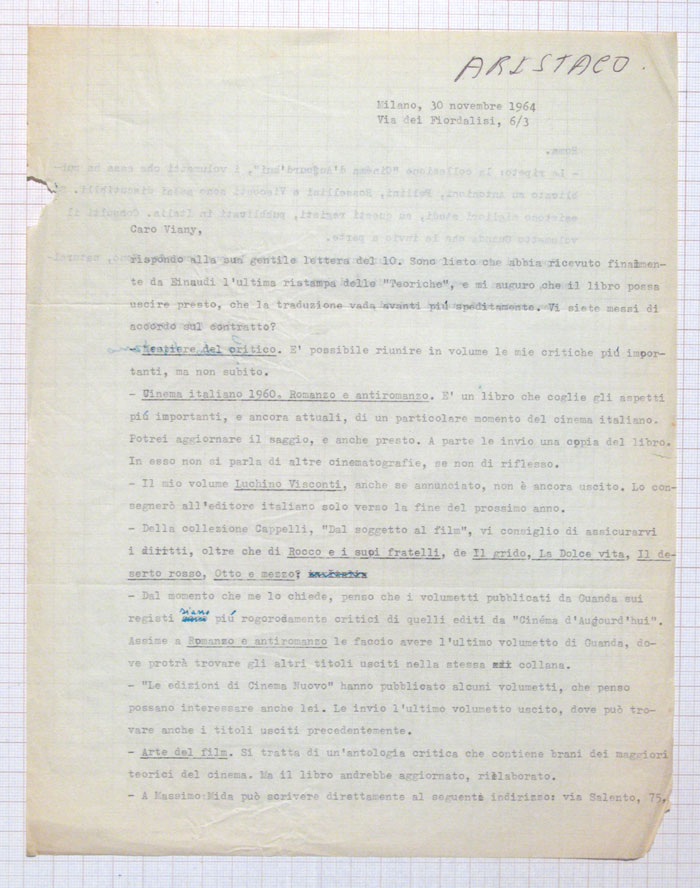 ARISTACO.
Milano, 30 novembre 1964
Via dei Fiordalisi, 6/3
Caro Viany,
rispondo alla sua gentile lettera del 10. Sono lieto che abbia ricevuto finalmen-
te da Einaudi l'ultima ristampa dello "Teoriche", e mi auguro che il libro possa
uscire presto, che la traduzione vada avanti piú speditamente. Vi siete messi di
accordo sul contratto?
- Mestiere del critico. E' possibile riunire in volume le mie critiche piú impor-
tanti, ma non subito.
- Cinema italiano 1960. Romanzo e antiromanzo. E' un libro che coglie gli aspetti
piú importanti, e ancora attuali, di un particolare momento del cinema italiano.
Potrei aggiornare il saggio, e anche presto. A parte le invio una copia del libro.
In esso non si parla di altre cinematografie, se non di riflesso.
- Il mio volume Luchino Visconti, anche se annunciato, non è ancora uscito. Lo con-
segnerò all'editore italiano solo verso la fine del prossimo anno.
- Della collezione Cappelli, "Dal soggetto al film", vi consiglio di assicurarvi
i diritti, oltre che di Rocco e i suoi fratelli, de Il grido, La Dolce vita, Il de-
serto rosso, Otto e mezzo?
- Dal momento che me lo chiede, penso che i volumetti pubblicati da Guanda sui
registi siano piú rogorodamente critici di quelli editi da "Cinéma d'Augourd'hui".
Assime a Romanzo e antiromanzo le faccio avere l'ultimo volumetto di Guanda, do-
ve protrà trovare gli altri titoli usciti nella stessa collana.
- "Le edizioni di Cinema Nuovo" hanno pubblicato alcuni volumetti, che penso
possano interessare anche lei. Le invio l'ultimo volumetto uscito, dove può tro-
vare anche i titoli usciti precedentemente.
- Arte del film. Si tratta di un'antologia critica che contiene brani dei maggiori
teorici del cinema. Ma il libro andrebbe aggiornato, rielaborato.
- A Massimo Mida può scrivere direttamente al seguente indirizzo: via Salento, 75,